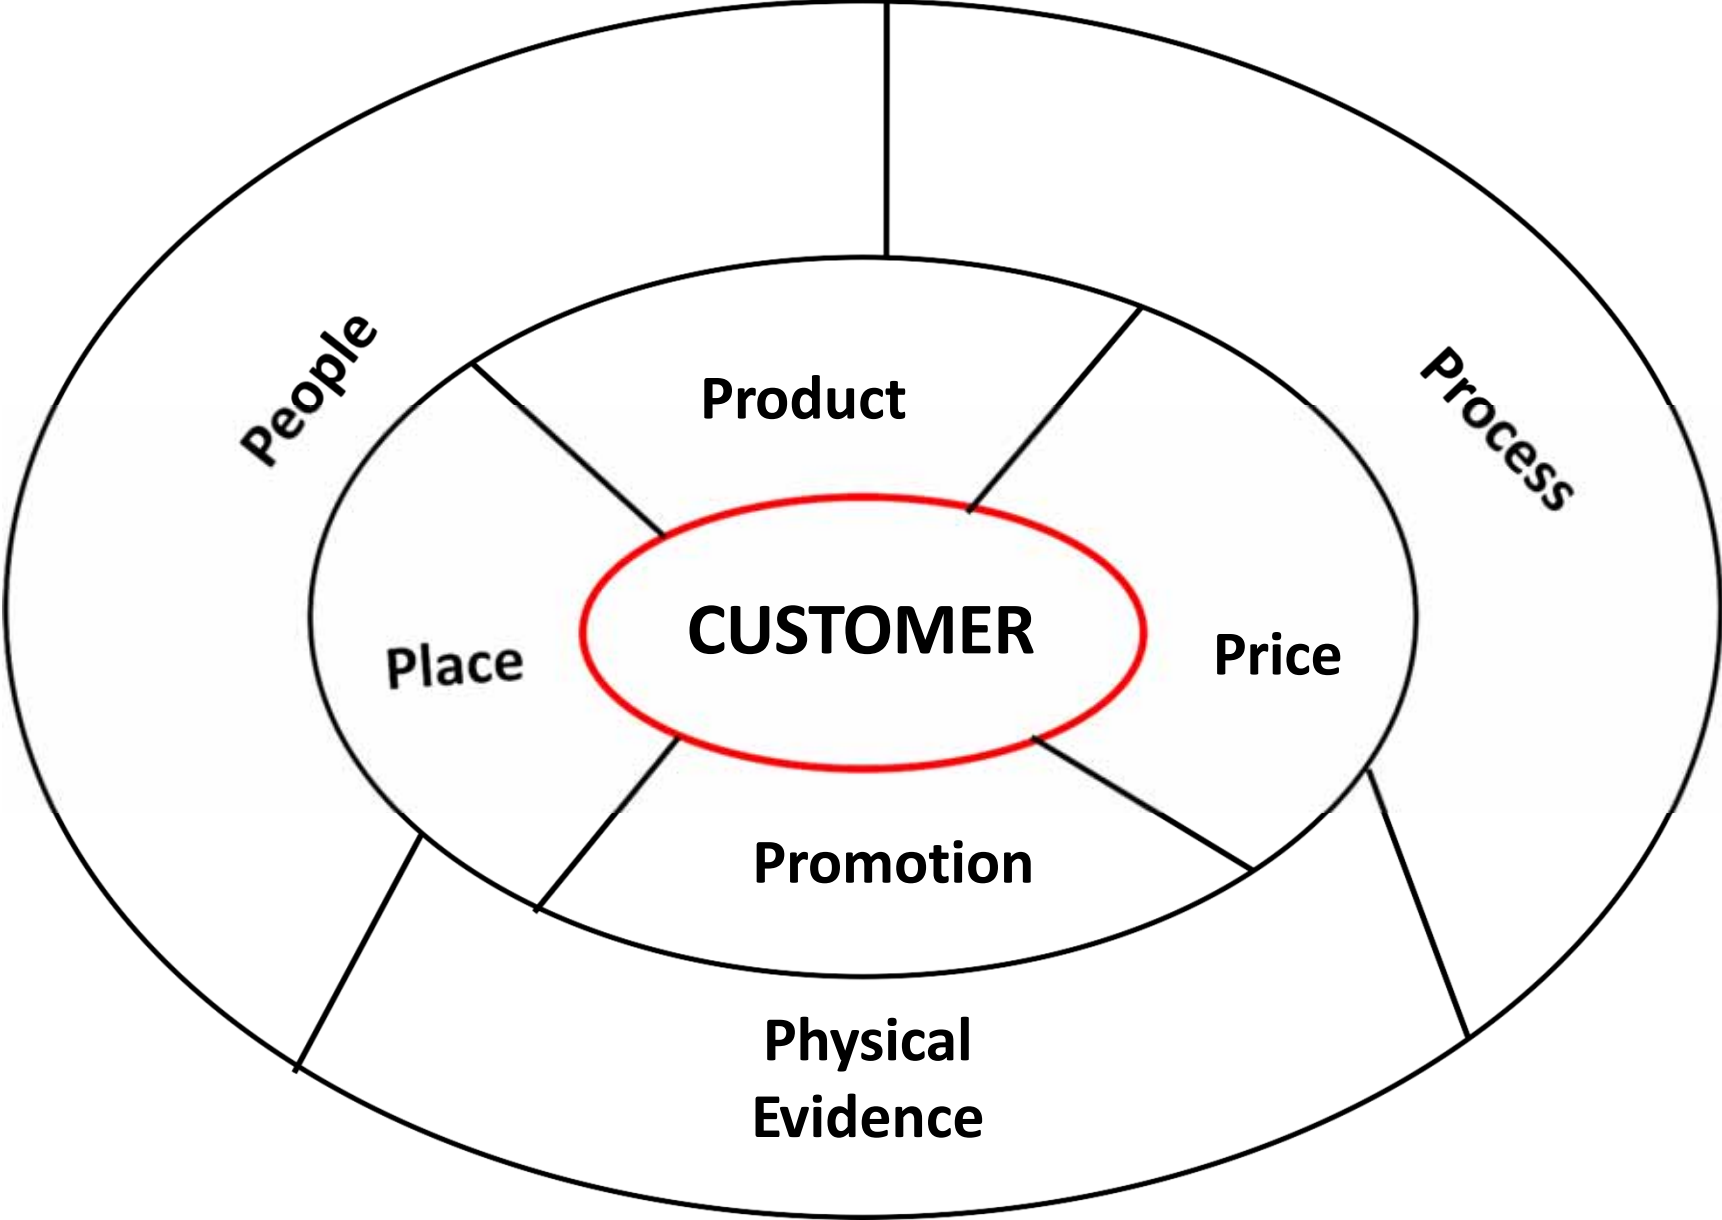 People
Process
Product
CUSTOMER
Place
Price
Promotion
Physical
Evidence